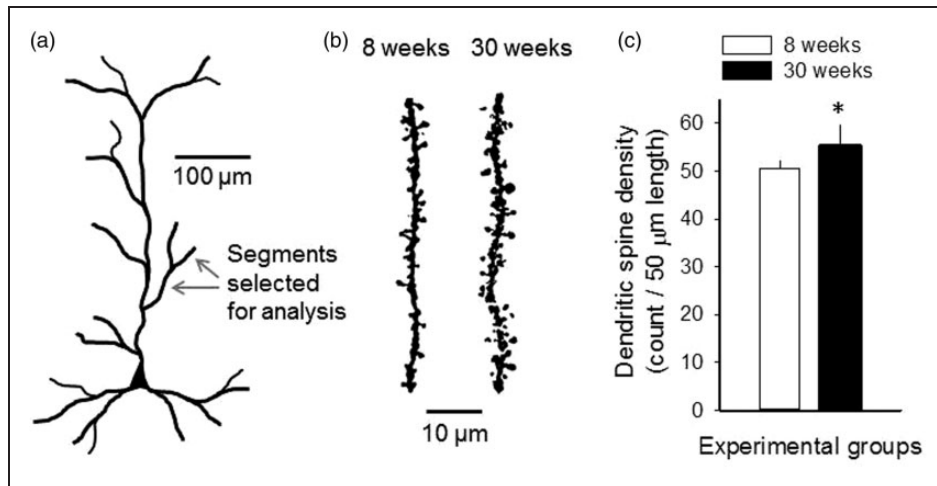 (a)
100 µm
Segments
selected
for analysis
(b)
8 weeks 30 weeks
10 µm
(c)
8 weeks
30 weeks
*
Dendritic spine density
(count / 50 µm length)
60
50
40
30
20
10
0
Experimental groups